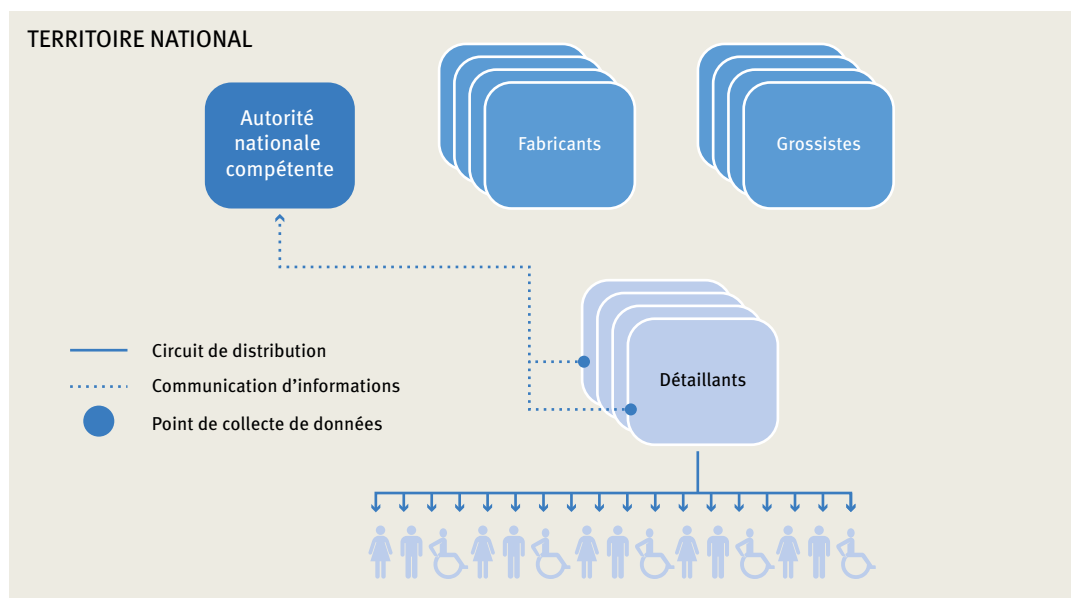 TERRITOIRE NATIONAL
Autorité
nationale
compétente
Fabricants
Grossistes
Circuit de distribution
Communication d’informations
Point de collecte de données
Détaillants